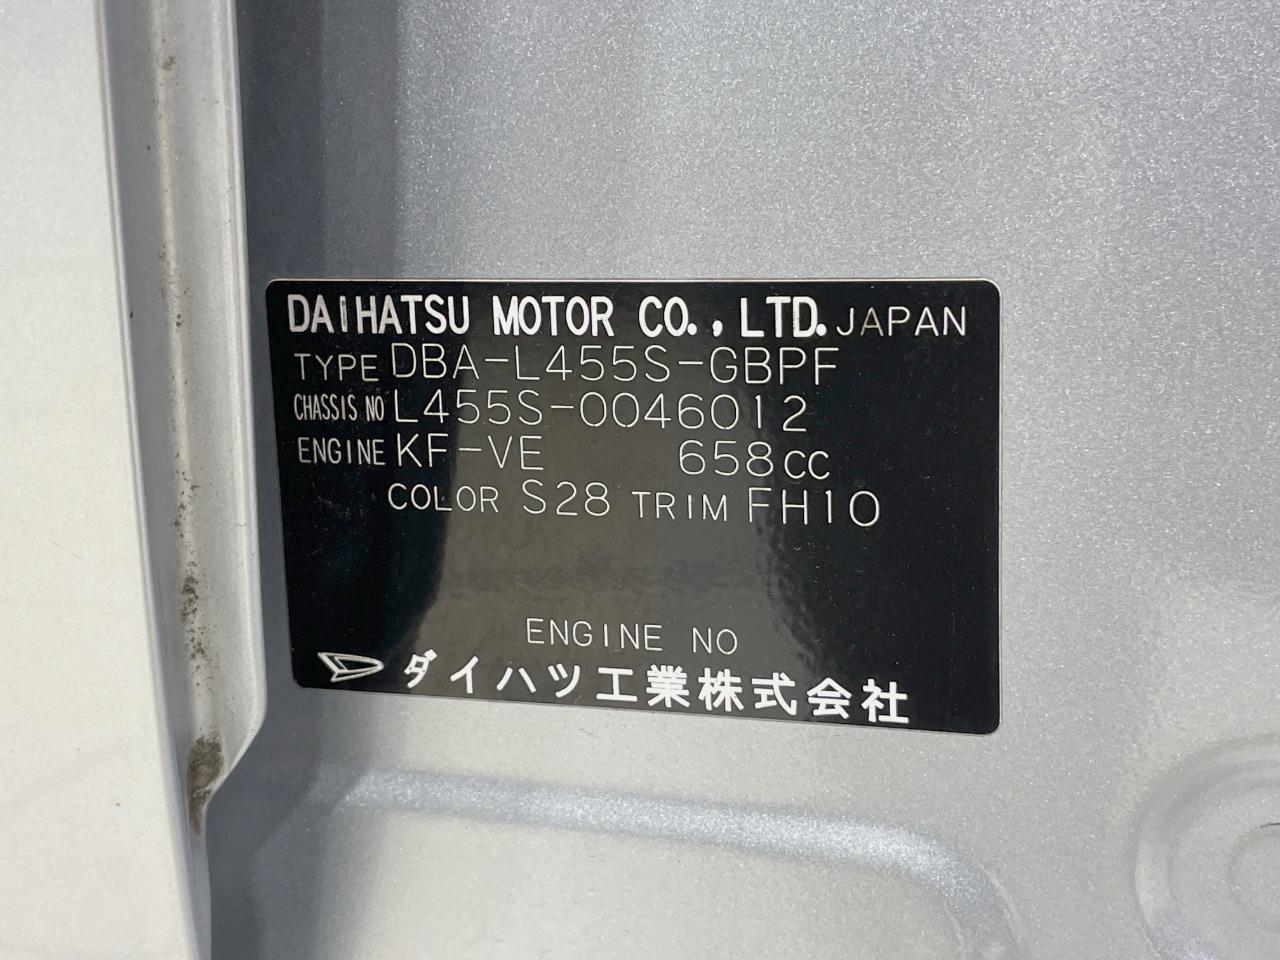 DAIHATSU MOTOR CO., LTD. JAPAN
TYPE DBA-L455S-GBPF
CHASSIS NO L455S-0046012
ENGINE KF-VE 658CC
COLOR S28 TRIM FH10
ENGINE NO
ダイハツ工業株式会社